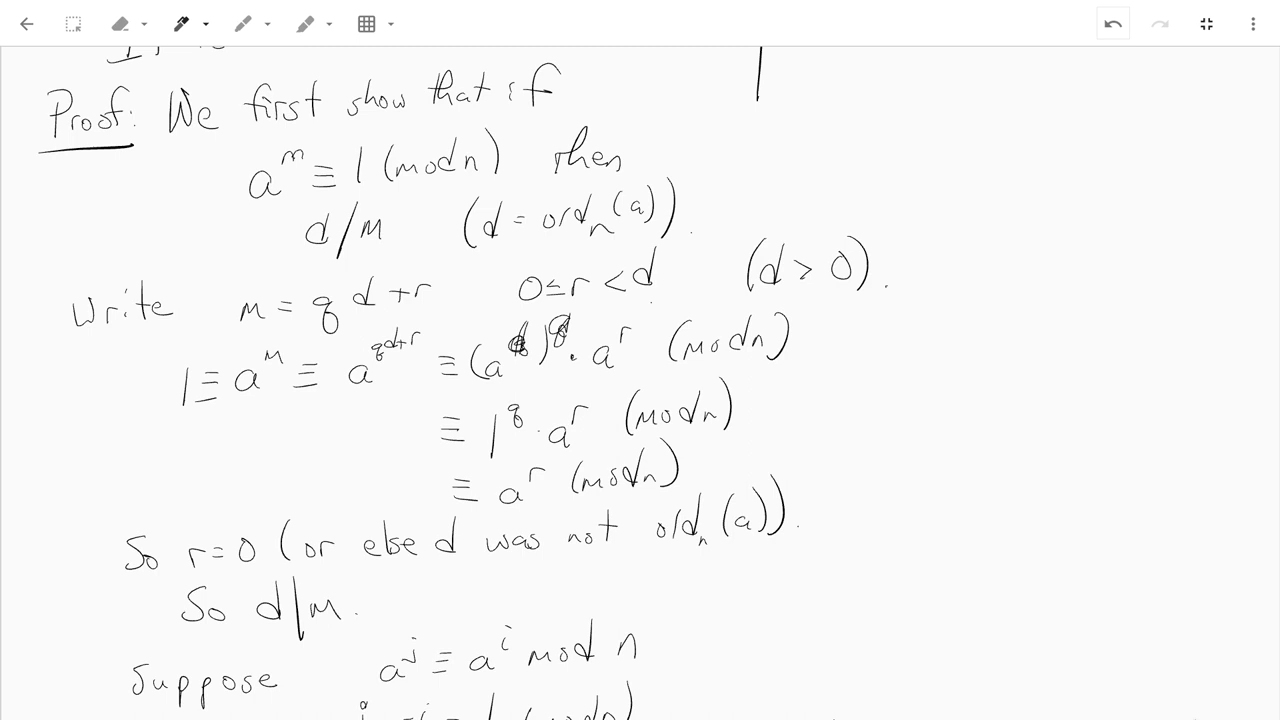 Proof: We first show that if
a^m ≡ 1 (mod n) then
d/m (d = ord_n(a)).
Write m = qd+r 0≤r<d. (d > 0).
1 ≡ a^m ≡ a^{qd+r} ≡ (a^d)^q · a^r (mod n)
≡ 1^q · a^r (mod n)
≡ a^r (mod n)
So r=0 (or else d was not ord_n(a)).
So d/m.
Suppose a^j ≡ a^i mod n